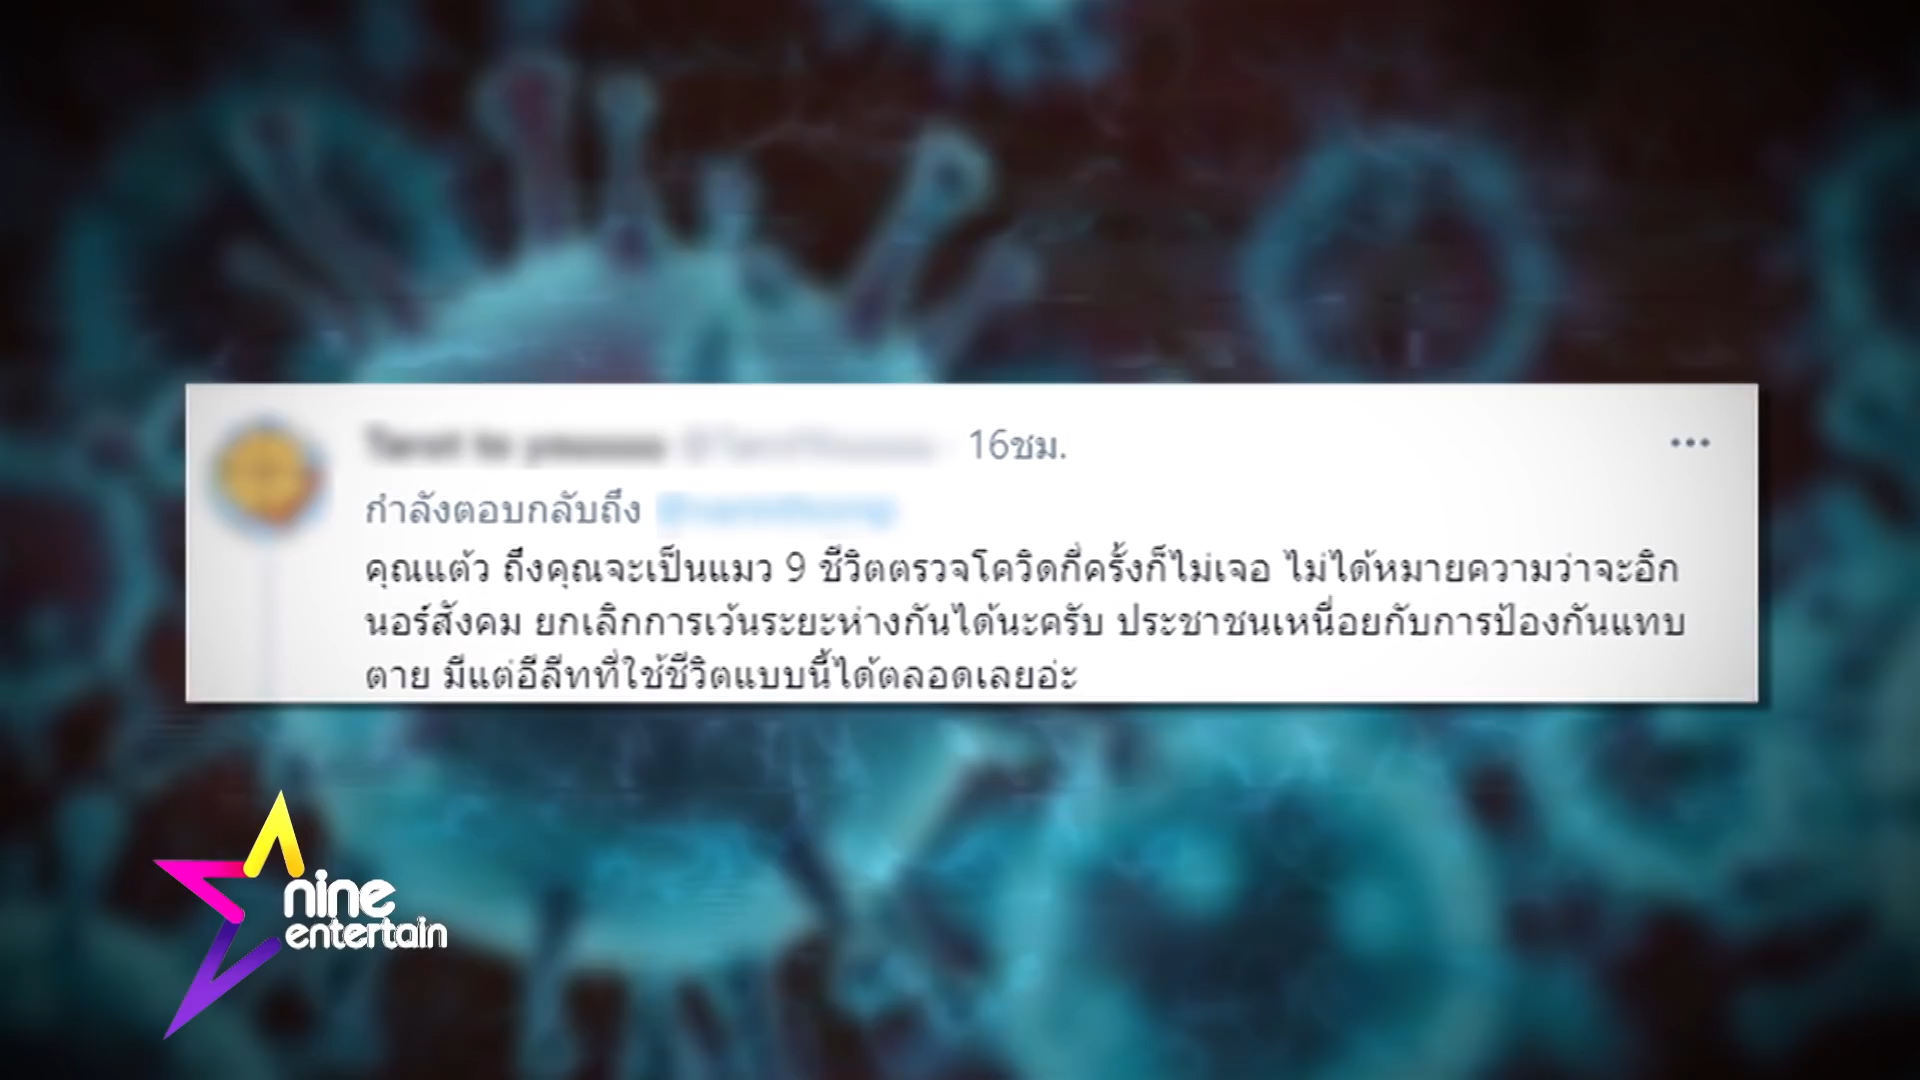 16ชม.
กำลังตอบกลับถึง
คุณแต้ว ถึงคุณจะเป็นแมว 9 ชีวิตตรวจโควิดกี่ครั้งก็ไม่เจอ ไม่ได้หมายความว่าจะอิก
นอร์สังคม ยกเลิกการเว้นระยะห่างกันได้นะครับ ประชาชนเหนื่อยกับการป้องกันแทบ
ตาย มีแต่อีลีทที่ใช้ชีวิตแบบนี้ได้ตลอดเลยอ่ะ
nine
entertain